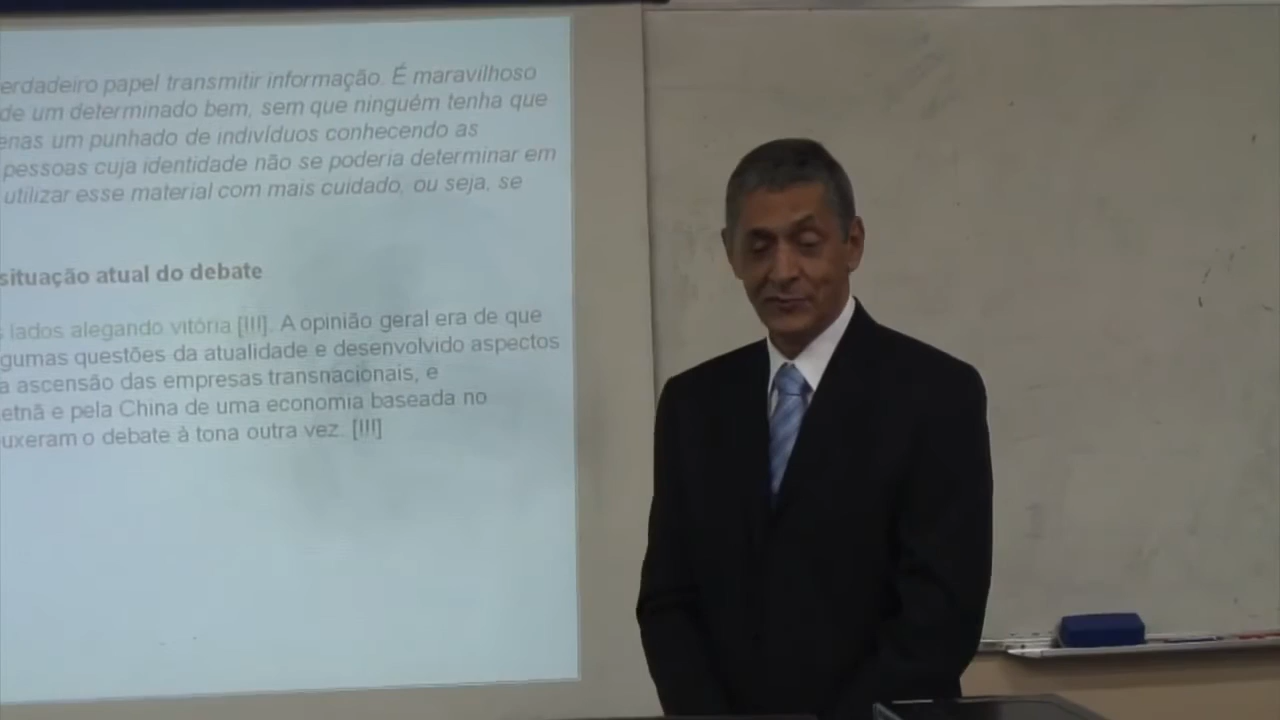 erdadeiro papel transmitir informação. É maravilhoso
de um determinado bem, sem que ninguém tenha que
enas um punhado de indivíduos conhecendo as
pessoas cuja identidade não se poderia determinar em
utilizar esse material com mais cuidado, ou seja, se
situação atual do debate
s lados alegando vitória [III]. A opinião geral era de que
gumas questões da atualidade e desenvolvido aspectos
a ascensão das empresas transnacionais, e
etnã e pela China de uma economia baseada no
uxeram o debate à tona outra vez. [III]